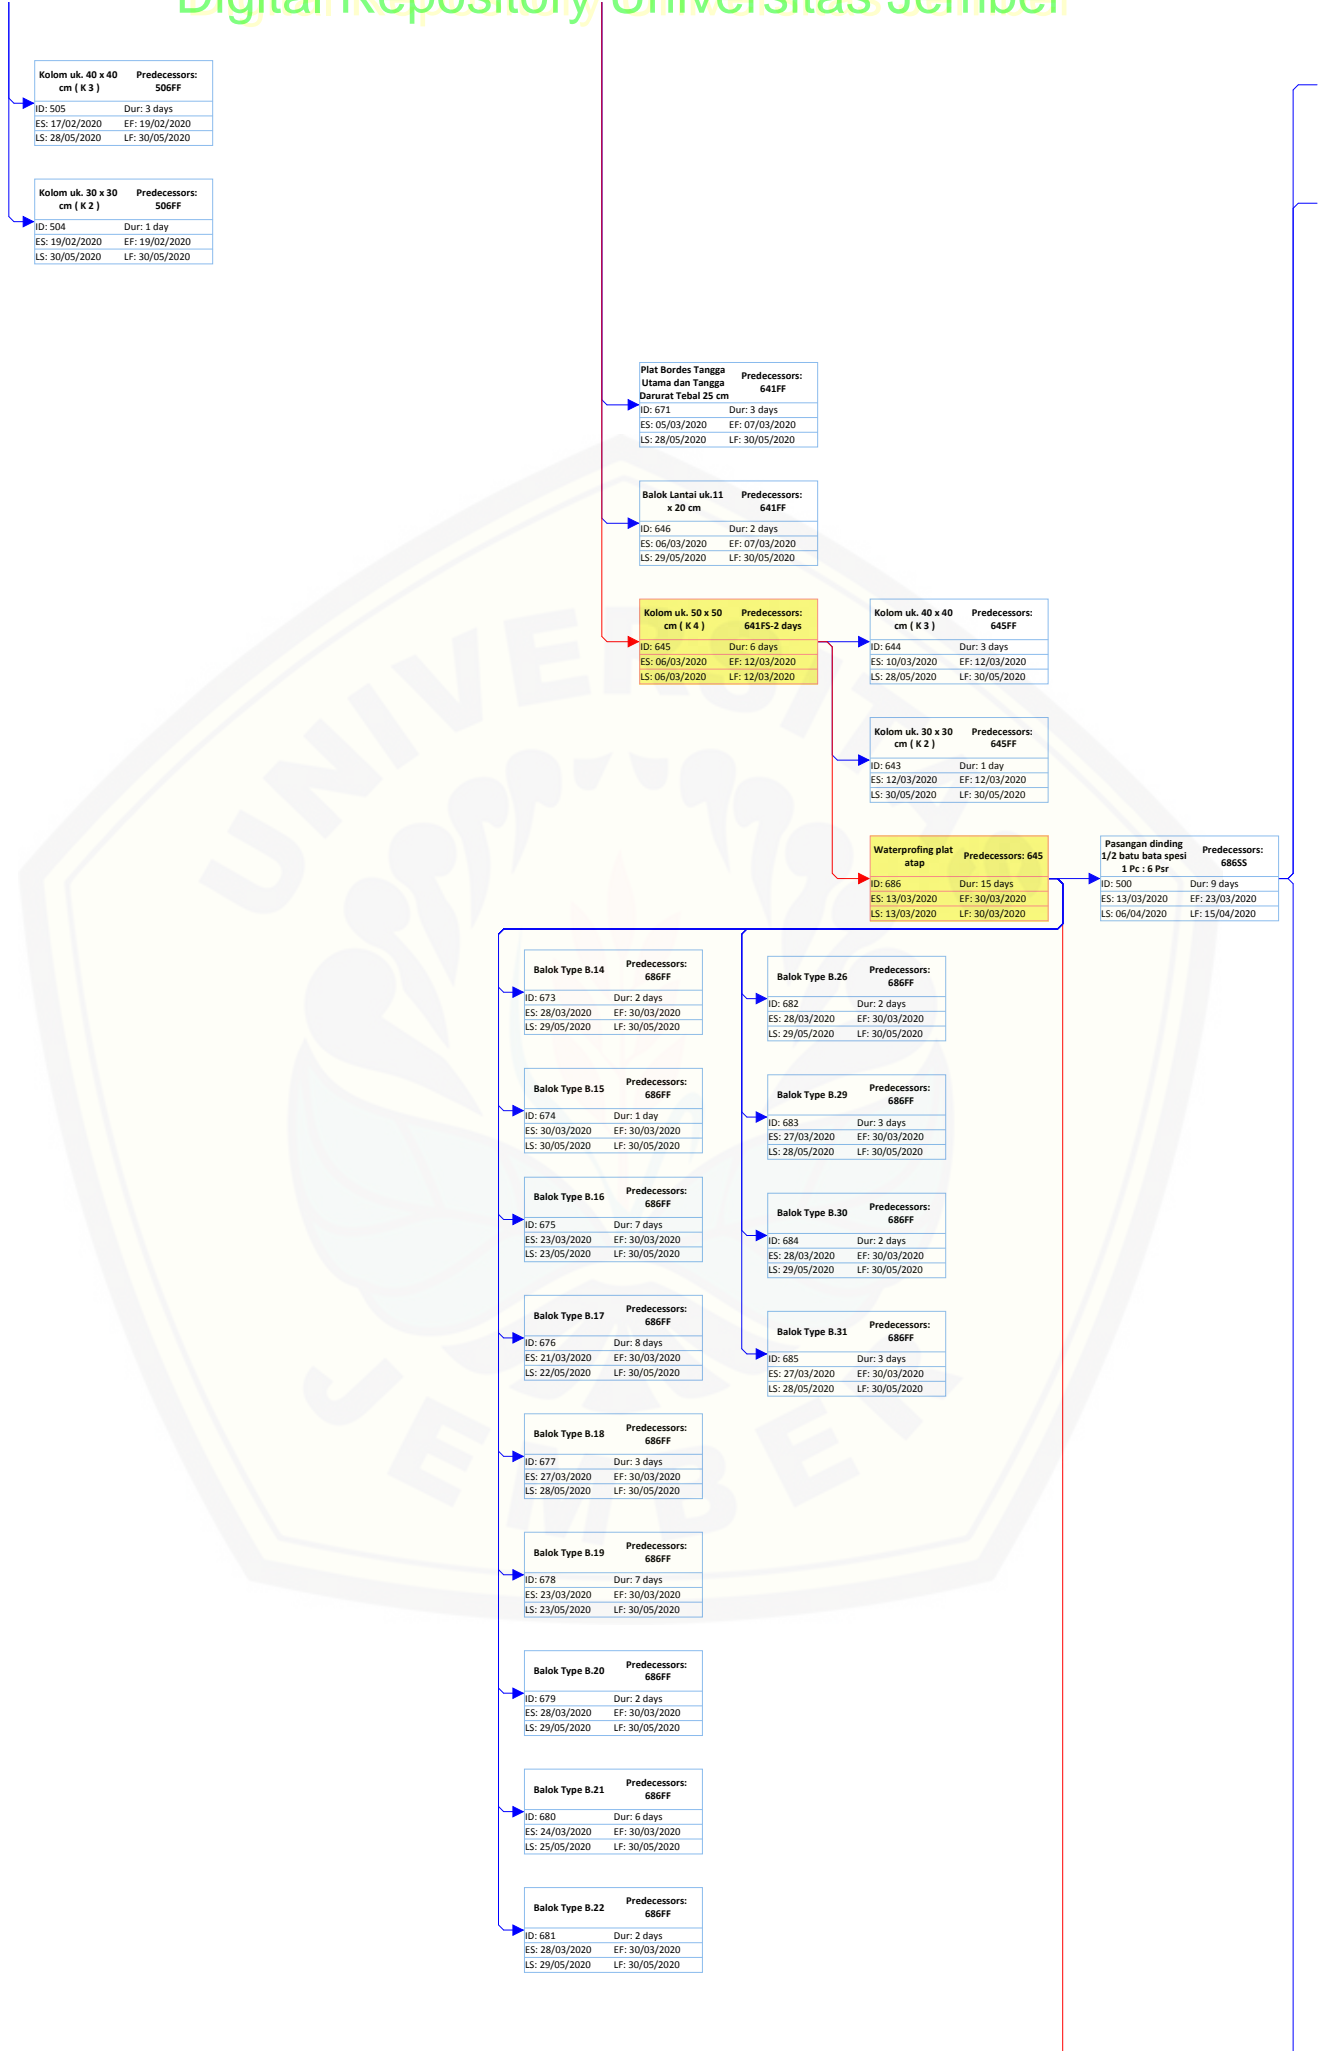 Digital Repository Universitas Jember
Kolom uk. 40 x 40 Predecessors:
cm ( K 3 ) 506FF
ID: 505 Dur: 3 days
ES: 17/02/2020 EF: 19/02/2020
LS: 28/05/2020 LF: 30/05/2020
Kolom uk. 30 x 30 Predecessors:
cm ( K 2 ) 506FF
ID: 504 Dur: 1 day
ES: 19/02/2020 EF: 19/02/2020
LS: 30/05/2020 LF: 30/05/2020
Plat Bordes Tangga
Utama dan Tangga
Darurat Tebal 25 cm
Predecessors:
641FF
ID: 671 Dur: 3 days
ES: 05/03/2020 EF: 07/03/2020
LS: 28/05/2020 LF: 30/05/2020
Balok Lantai uk.11 Predecessors:
x 20 cm 641FF
ID: 646 Dur: 2 days
ES: 06/03/2020 EF: 07/03/2020
LS: 29/05/2020 LF: 30/05/2020
Kolom uk. 50 x 50 Predecessors:
cm ( K 4 ) 641FS-2 days
ID: 645 Dur: 6 days
ES: 06/03/2020 EF: 12/03/2020
LS: 06/03/2020 LF: 12/03/2020
Kolom uk. 40 x 40 Predecessors:
cm ( K 3 ) 645FF
ID: 644 Dur: 3 days
ES: 10/03/2020 EF: 12/03/2020
LS: 28/05/2020 LF: 30/05/2020
Kolom uk. 30 x 30 Predecessors:
cm ( K 2 ) 645FF
ID: 643 Dur: 1 day
ES: 12/03/2020 EF: 12/03/2020
LS: 30/05/2020 LF: 30/05/2020
Waterprofing plat
atap
Predecessors: 645
ID: 686 Dur: 15 days
ES: 13/03/2020 EF: 30/03/2020
LS: 13/03/2020 LF: 30/03/2020
Pasangan dinding
1/2 batu bata spesi
1 Pc : 6 Psr
Predecessors:
686SS
ID: 500 Dur: 9 days
ES: 13/03/2020 EF: 23/03/2020
LS: 06/04/2020 LF: 15/04/2020
Balok Type B.14
Predecessors:
686FF
ID: 673 Dur: 2 days
ES: 28/03/2020 EF: 30/03/2020
LS: 29/05/2020 LF: 30/05/2020
Balok Type B.15
Predecessors:
686FF
ID: 674 Dur: 1 day
ES: 30/03/2020 EF: 30/03/2020
LS: 30/05/2020 LF: 30/05/2020
Balok Type B.16
Predecessors:
686FF
ID: 675 Dur: 7 days
ES: 23/03/2020 EF: 30/03/2020
LS: 23/05/2020 LF: 30/05/2020
Balok Type B.17
Predecessors:
686FF
ID: 676 Dur: 8 days
ES: 21/03/2020 EF: 30/03/2020
LS: 22/05/2020 LF: 30/05/2020
Balok Type B.18
Predecessors:
686FF
ID: 677 Dur: 3 days
ES: 27/03/2020 EF: 30/03/2020
LS: 28/05/2020 LF: 30/05/2020
Balok Type B.19
Predecessors:
686FF
ID: 678 Dur: 7 days
ES: 23/03/2020 EF: 30/03/2020
LS: 23/05/2020 LF: 30/05/2020
Balok Type B.20
Predecessors:
686FF
ID: 679 Dur: 2 days
ES: 28/03/2020 EF: 30/03/2020
LS: 29/05/2020 LF: 30/05/2020
Balok Type B.21
Predecessors:
686FF
ID: 680 Dur: 6 days
ES: 24/03/2020 EF: 30/03/2020
LS: 25/05/2020 LF: 30/05/2020
Balok Type B.22
Predecessors:
686FF
ID: 681 Dur: 2 days
ES: 28/03/2020 EF: 30/03/2020
LS: 29/05/2020 LF: 30/05/2020
Balok Type B.26
Predecessors:
686FF
ID: 682 Dur: 2 days
ES: 28/03/2020 EF: 30/03/2020
LS: 29/05/2020 LF: 30/05/2020
Balok Type B.29
Predecessors:
686FF
ID: 683 Dur: 3 days
ES: 27/03/2020 EF: 30/03/2020
LS: 28/05/2020 LF: 30/05/2020
Balok Type B.30
Predecessors:
686FF
ID: 684 Dur: 2 days
ES: 28/03/2020 EF: 30/03/2020
LS: 29/05/2020 LF: 30/05/2020
Balok Type B.31
Predecessors:
686FF
ID: 685 Dur: 3 days
ES: 27/03/2020 EF: 30/03/2020
LS: 28/05/2020 LF: 30/05/2020
UNIVERSITAS
JEMBER